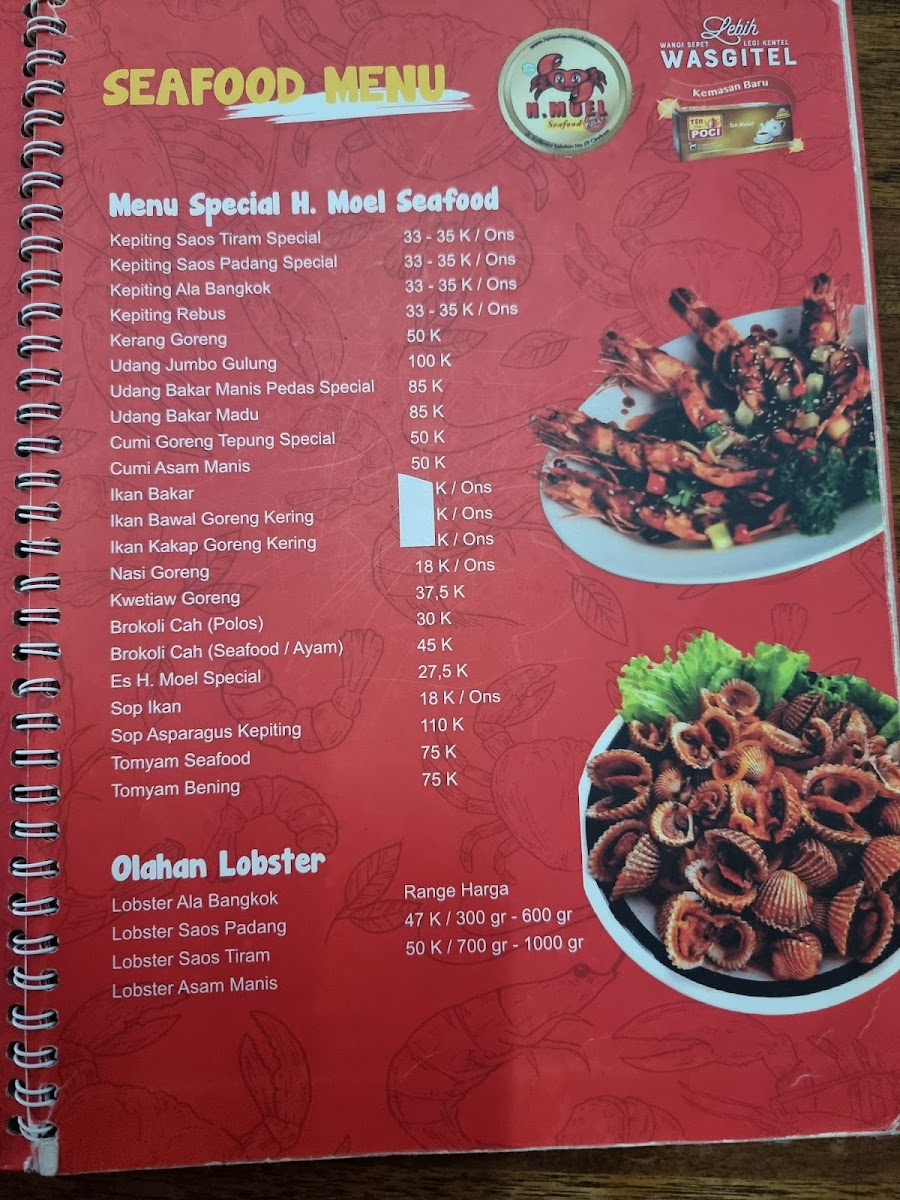 SEAFOOD MENU
H. MOEL
Seafood
Lebih
WANGI SEPET LEGI KENTEL
WASGITEL
Kemasan Baru
TEH
POCI
Menu Special H. Moel Seafood
Kepiting Saos Tiram Special 33 - 35 K / Ons
Kepiting Saos Padang Special 33 - 35 K / Ons
Kepiting Ala Bangkok 33 - 35 K / Ons
Kepiting Rebus 33 - 35 K / Ons
Kerang Goreng 50 K
Udang Jumbo Gulung 100 K
Udang Bakar Manis Pedas Special 85 K
Udang Bakar Madu 85 K
Cumi Goreng Tepung Special 50 K
Cumi Asam Manis 50 K
Ikan Bakar K / Ons
Ikan Bawal Goreng Kering K / Ons
Ikan Kakap Goreng Kering K / Ons
Nasi Goreng 18 K / Ons
Kwetiaw Goreng 37,5 K
Brokoli Cah (Polos) 30 K
Brokoli Cah (Seafood / Ayam) 45 K
Es H. Moel Special 27,5 K
Sop Ikan 18 K / Ons
Sop Asparagus Kepiting 110 K
Tomyam Seafood 75 K
Tomyam Bening 75 K
Olahan Lobster
Lobster Ala Bangkok Range Harga
Lobster Saos Padang 47 K / 300 gr - 600 gr
Lobster Saos Tiram 50 K / 700 gr - 1000 gr
Lobster Asam Manis